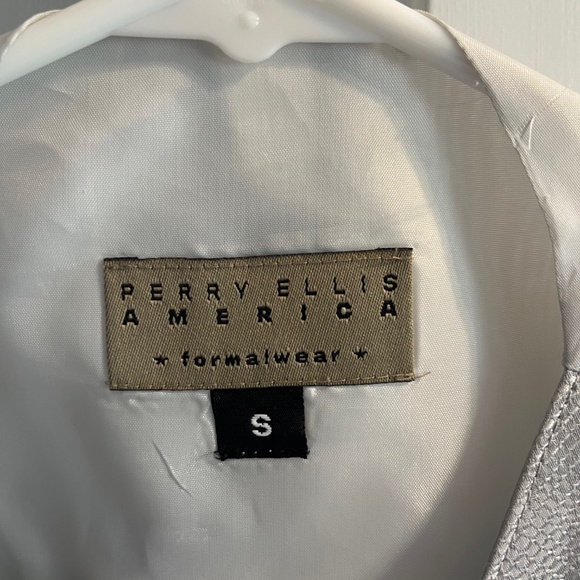 PERRY ELLIS
AMERICA
* formalwear *
S